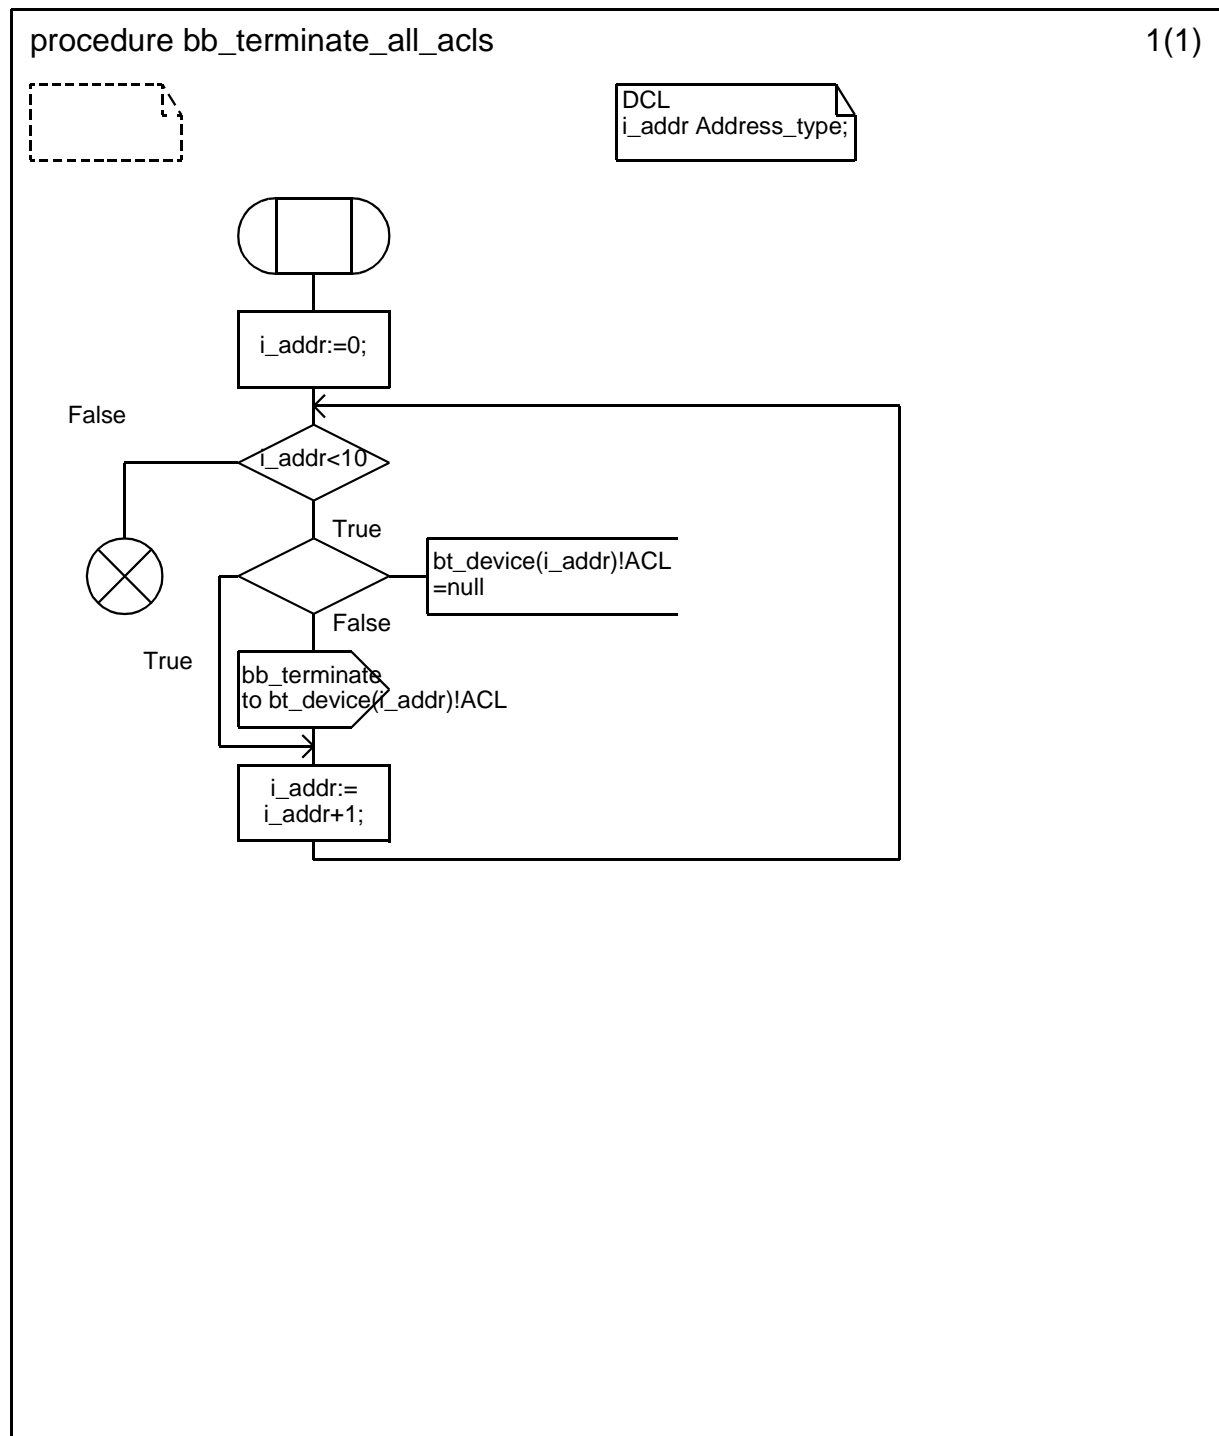 procedure bb_terminate_all_acls
1(1)
DCL
i_addr Address_type;
i_addr:=0;
False
i_addr<10
True
bt_device(i_addr)!ACL
=null
False
True
bb_terminate
to bt_device(i_addr)!ACL
i_addr:=
i_addr+1;